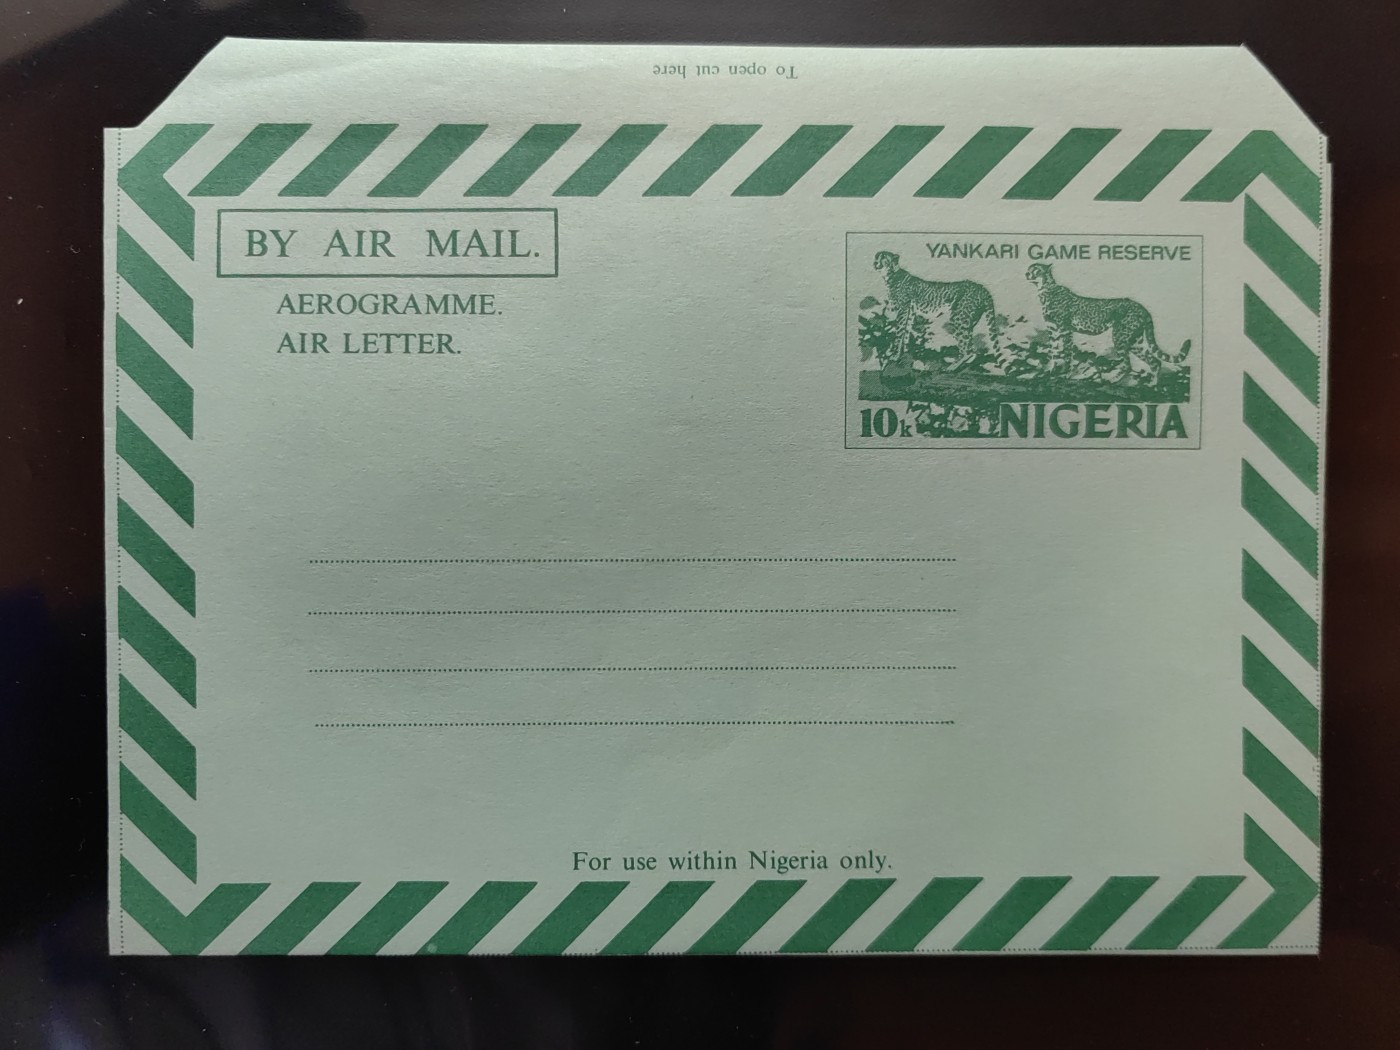 To open cut here
BY AIR MAIL.
AEROGRAMME.
AIR LETTER.
YANKARI GAME RESERVE
10k NIGERIA
For use within Nigeria only.